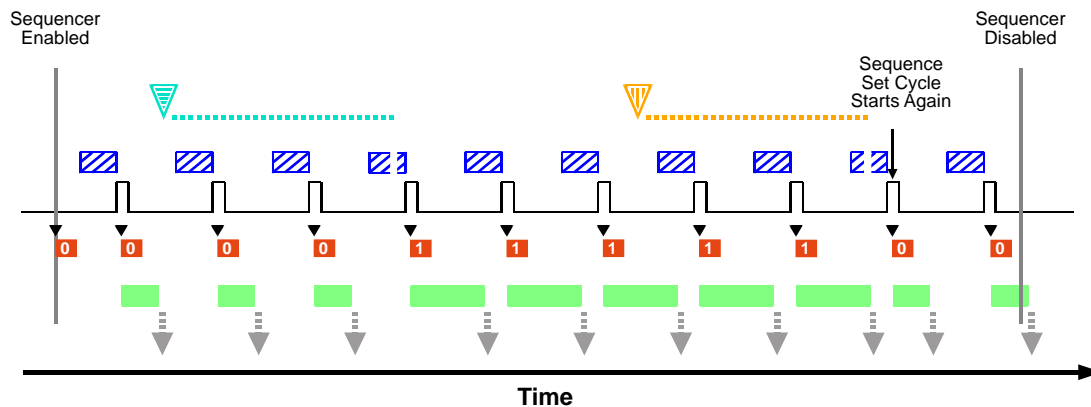 Sequencer
Enabled
Sequencer
Disabled
Sequence
Set Cycle
Starts Again
0 0 0 0 1 1 1 1 1 0 0
Time